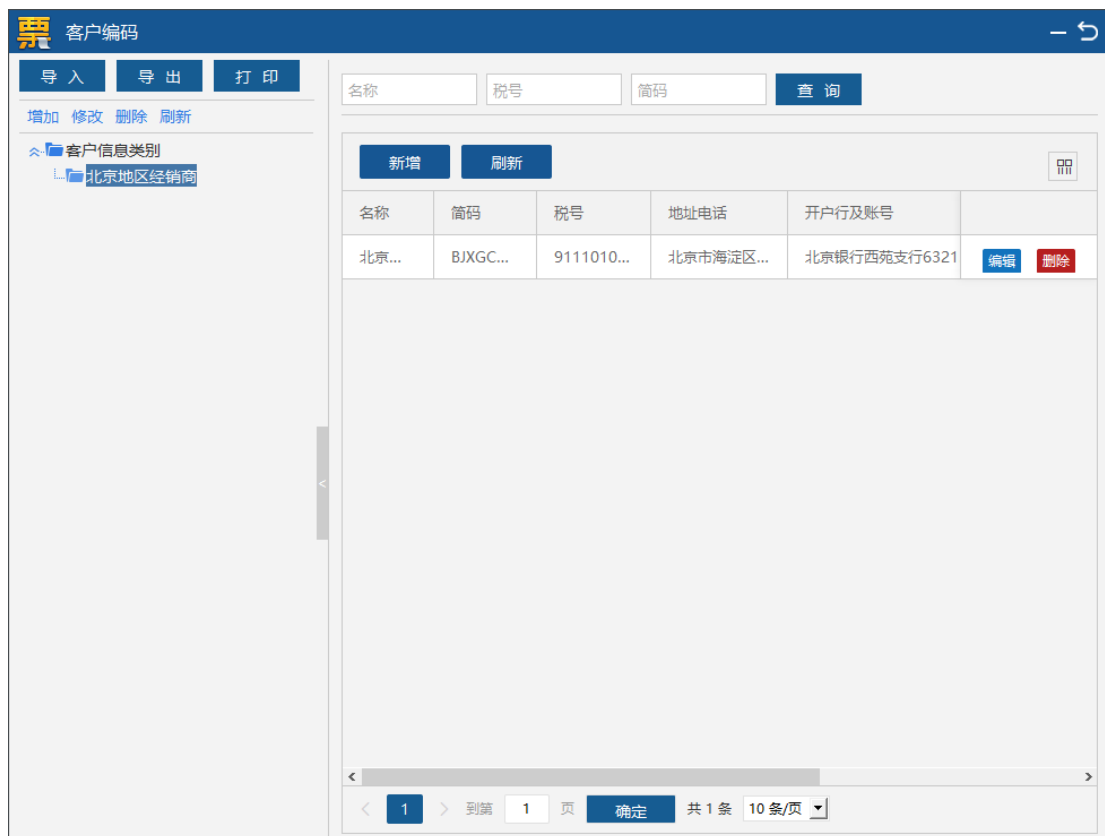 票 客户编码
导 入 导 出 打 印
增加 修改 删除 刷新
客户信息类别
北京地区经销商
名称 税号 简码 查 询
新增 刷新
名称 简码 税号 地址电话 开户行及账号
北京... BJXGC... 9111010... 北京市海淀区... 北京银行西苑支行6321 编辑 删除
< 1 > 到第 1 页 确定 共 1 条 10 条/页